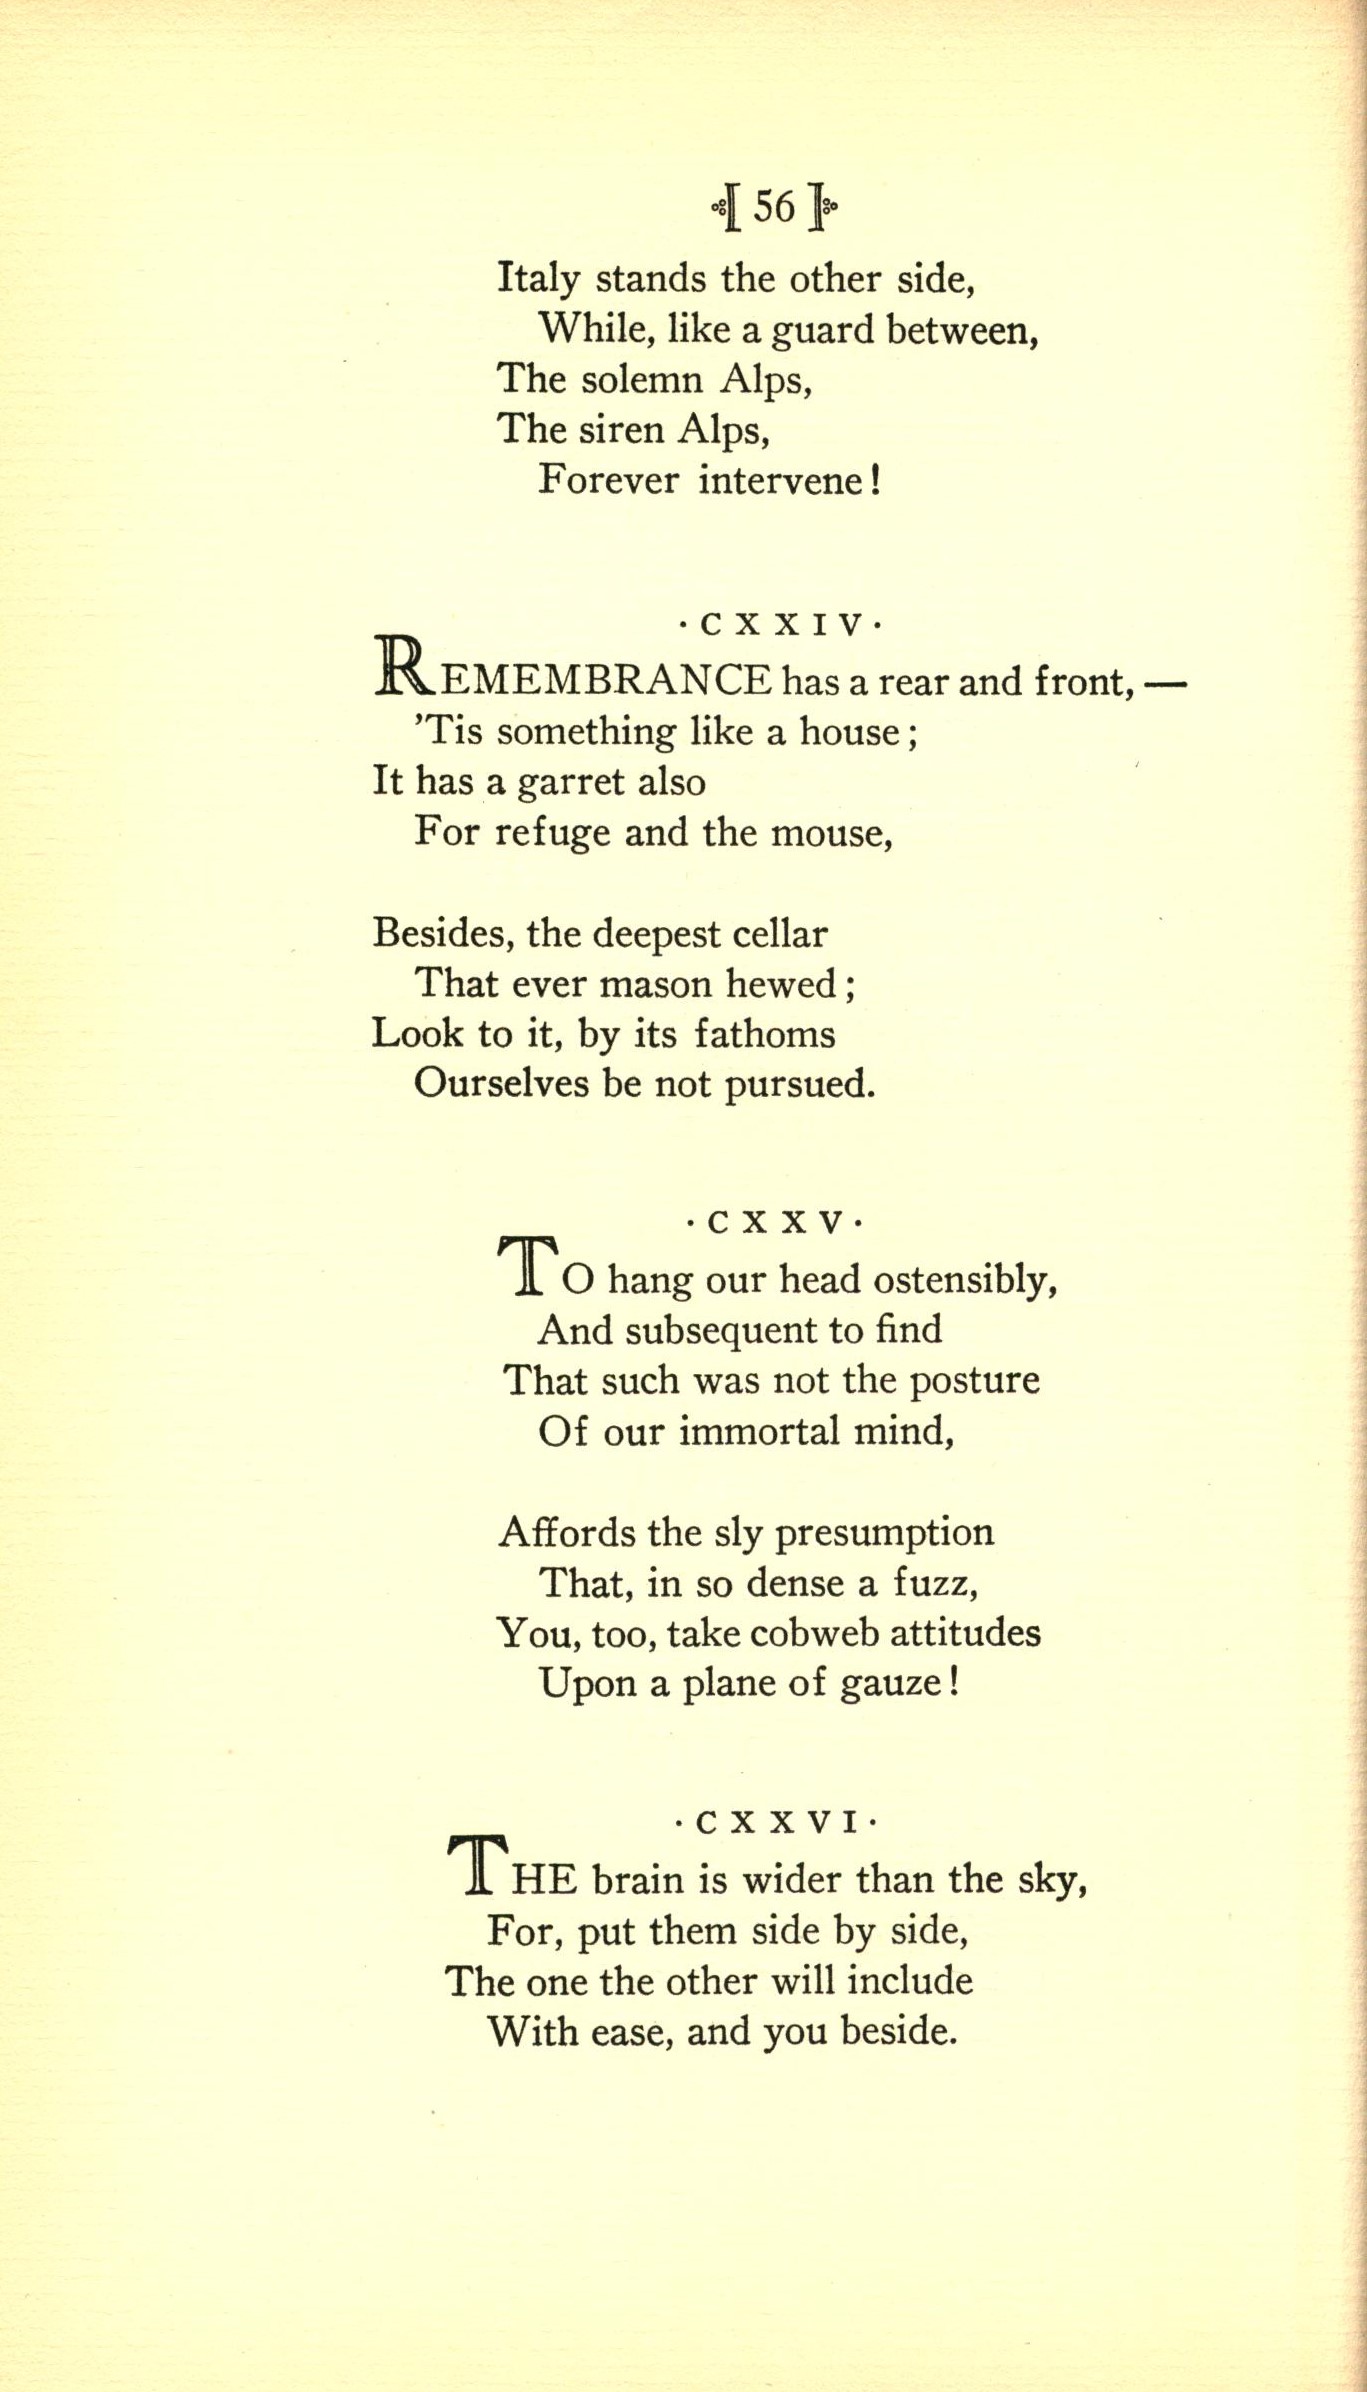 [ 56 ]
Italy stands the other side,
While, like a guard between,
The solemn Alps,
The siren Alps,
Forever intervene!
·CXXIV·
REMEMBRANCE has a rear and front,—
'Tis something like a house;
It has a garret also
For refuge and the mouse,
Besides, the deepest cellar
That ever mason hewed;
Look to it, by its fathoms
Ourselves be not pursued.
·CXXV·
TO hang our head ostensibly,
And subsequent to find
That such was not the posture
Of our immortal mind,
Affords the sly presumption
That, in so dense a fuzz,
You, too, take cobweb attitudes
Upon a plane of gauze!
·CXXVI·
THE brain is wider than the sky,
For, put them side by side,
The one the other will include
With ease, and you beside.